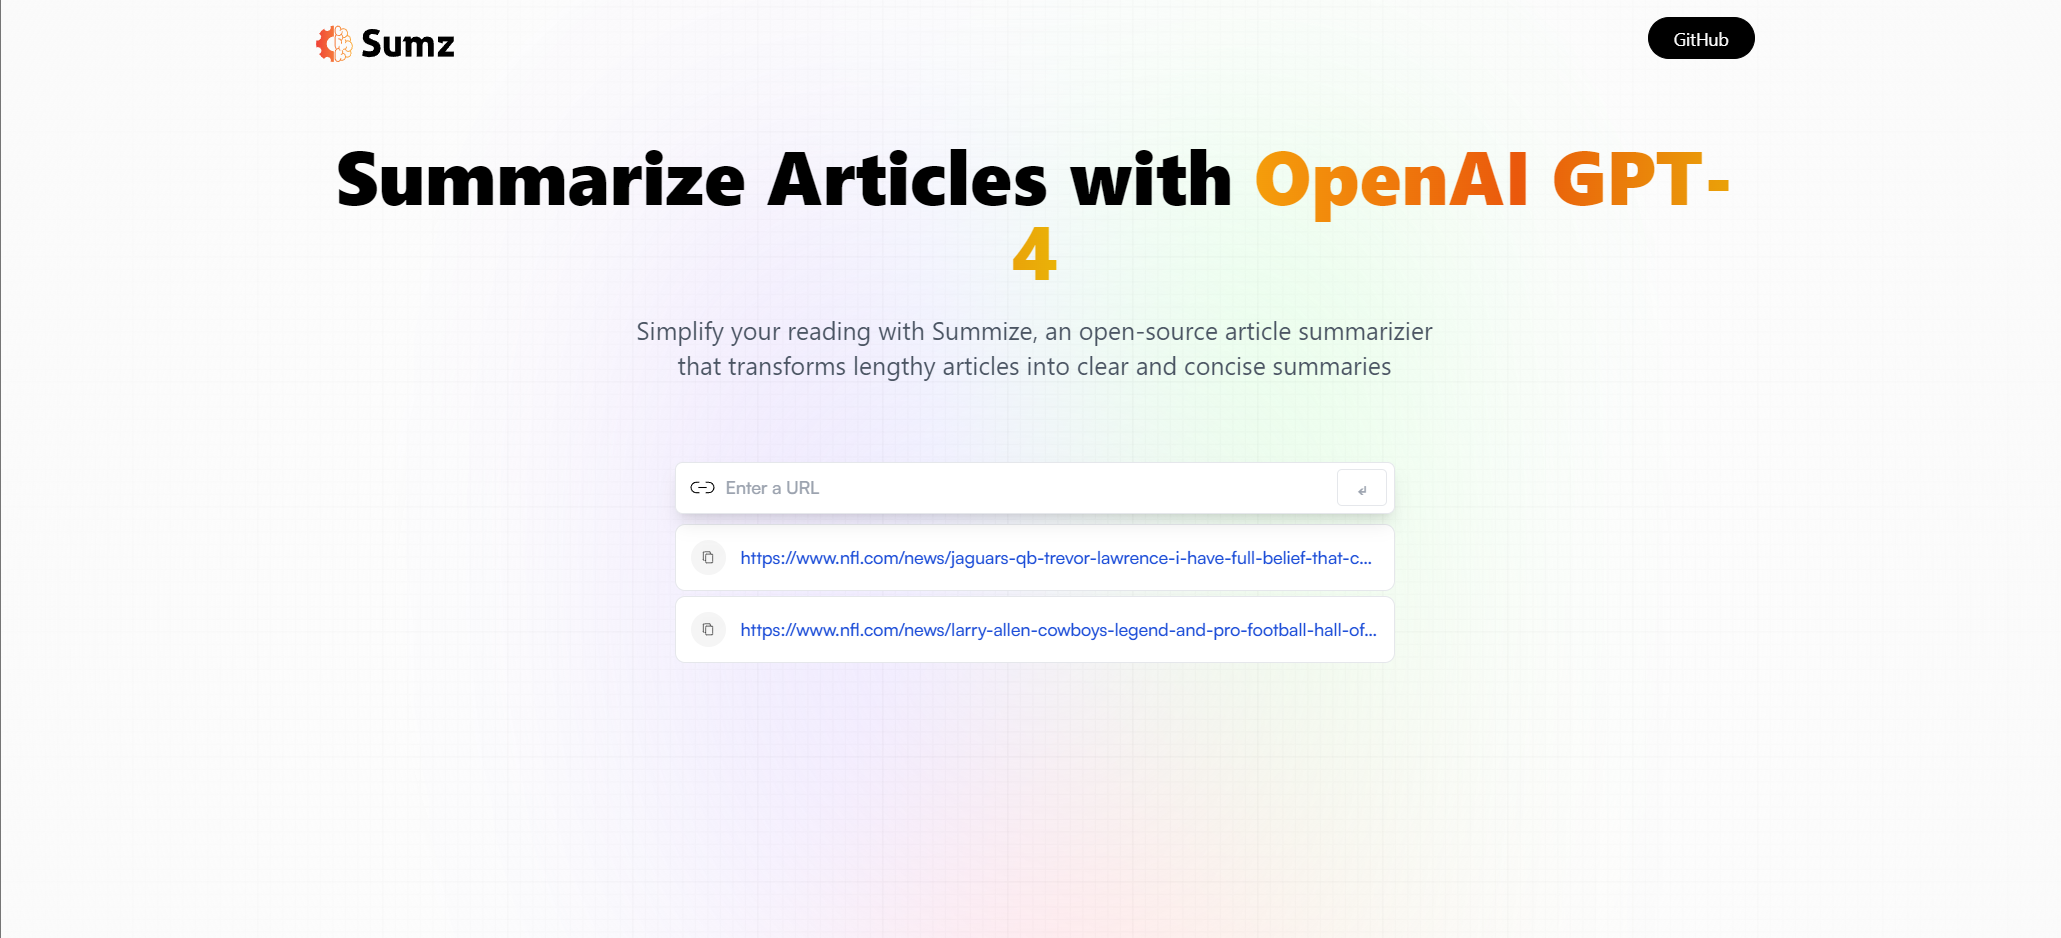 Sumz
GitHub
Summarize Articles with OpenAI GPT-
4
Simplify your reading with Summize, an open-source article summarizier
that transforms lengthy articles into clear and concise summaries
Enter a URL
↲
https://www.nfl.com/news/jaguars-qb-trevor-lawrence-i-have-full-belief-that-c...
https://www.nfl.com/news/larry-allen-cowboys-legend-and-pro-football-hall-of...